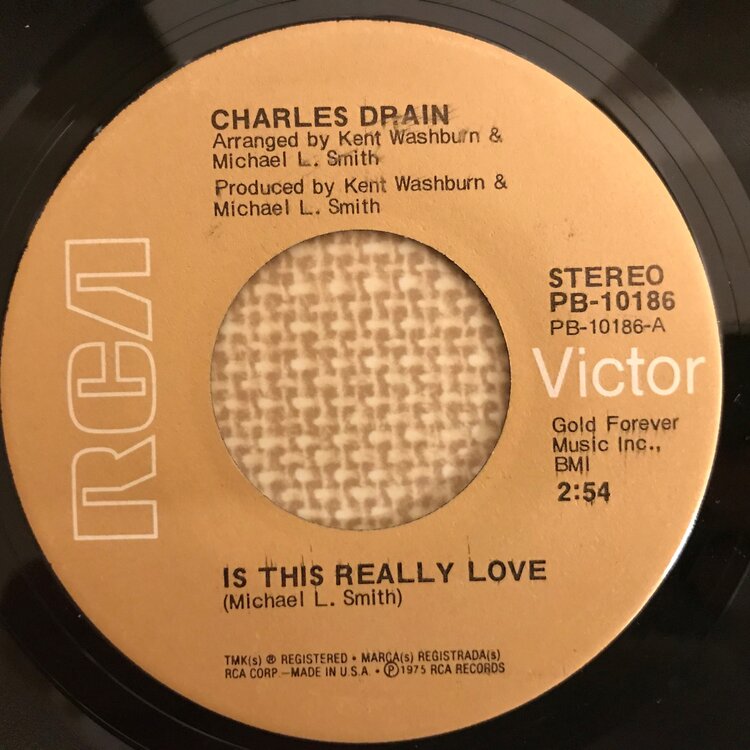 CHARLES DRAIN
Arranged by Kent Washburn &
Michael L. Smith
Produced by Kent Washburn &
Michael L. Smith
RCA
STEREO
PB-10186
PB-10186-A
Victor
Gold Forever
Music Inc.,
BMI
2:54
IS THIS REALLY LOVE
(Michael L. Smith)
TMK(s) ® REGISTERED • MARCA(s) REGISTRADA(s)
RCA CORP.—MADE IN U.S.A. • ℗1975 RCA RECORDS